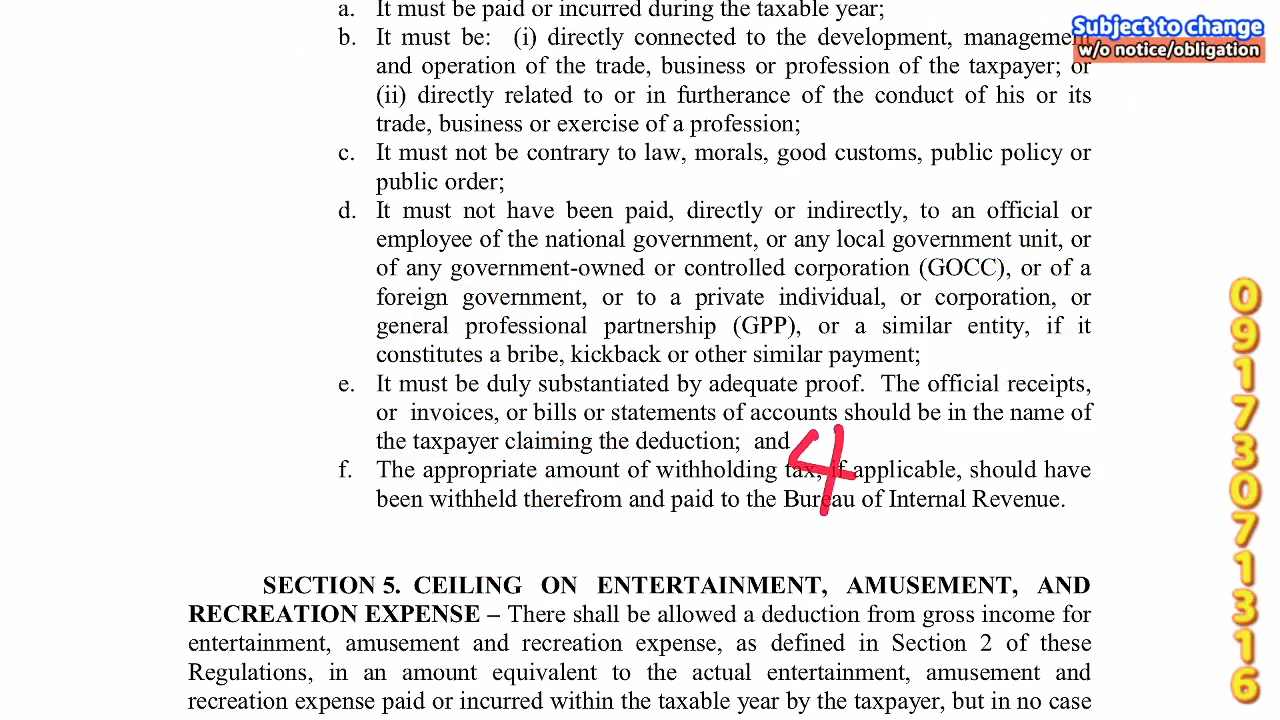 a. It must be paid or incurred during the taxable year;
b. It must be: (i) directly connected to the development, management
and operation of the trade, business or profession of the taxpayer; or
(ii) directly related to or in furtherance of the conduct of his or its
trade, business or exercise of a profession;
c. It must not be contrary to law, morals, good customs, public policy or
public order;
d. It must not have been paid, directly or indirectly, to an official or
employee of the national government, or any local government unit, or
of any government-owned or controlled corporation (GOCC), or of a
foreign government, or to a private individual, or corporation, or
general professional partnership (GPP), or a similar entity, if it
constitutes a bribe, kickback or other similar payment;
e. It must be duly substantiated by adequate proof. The official receipts,
or invoices, or bills or statements of accounts should be in the name of
the taxpayer claiming the deduction; and
f. The appropriate amount of withholding tax, if applicable, should have
been withheld therefrom and paid to the Bureau of Internal Revenue.
4
SECTION 5. CEILING ON ENTERTAINMENT, AMUSEMENT, AND
RECREATION EXPENSE – There shall be allowed a deduction from gross income for
entertainment, amusement and recreation expense, as defined in Section 2 of these
Regulations, in an amount equivalent to the actual entertainment, amusement and
recreation expense paid or incurred within the taxable year by the taxpayer, but in no case
Subject to change
w/o notice/obligation
09173071316